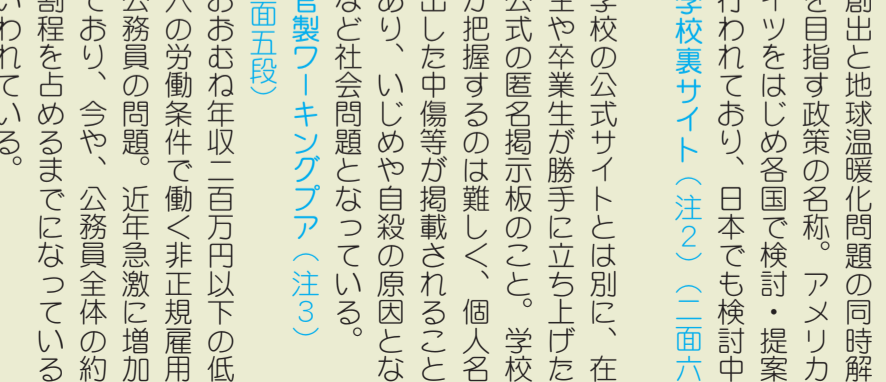 創出と地球温暖化問題の同時解
を目指す政策の名称。アメリカ
イツをはじめ各国で検討・提案
行われており、日本でも検討中
学校裏サイト（注２）（二面六
学校の公式サイトとは別に、在
生や卒業生が勝手に立ち上げた
公式の匿名掲示板のこと。学校
が把握するのは難しく、個人名
出した中傷等が掲載されること
あり、いじめや自殺の原因とな
など社会問題となっている。
官製ワーキングプア（注３）
面五段）
おおむね年収二百万円以下の低
への労働条件で働く非正規雇用
公務員の問題。近年急激に増加
ており、今や、公務員全体の約
割程を占めるまでになっている
いわれている。